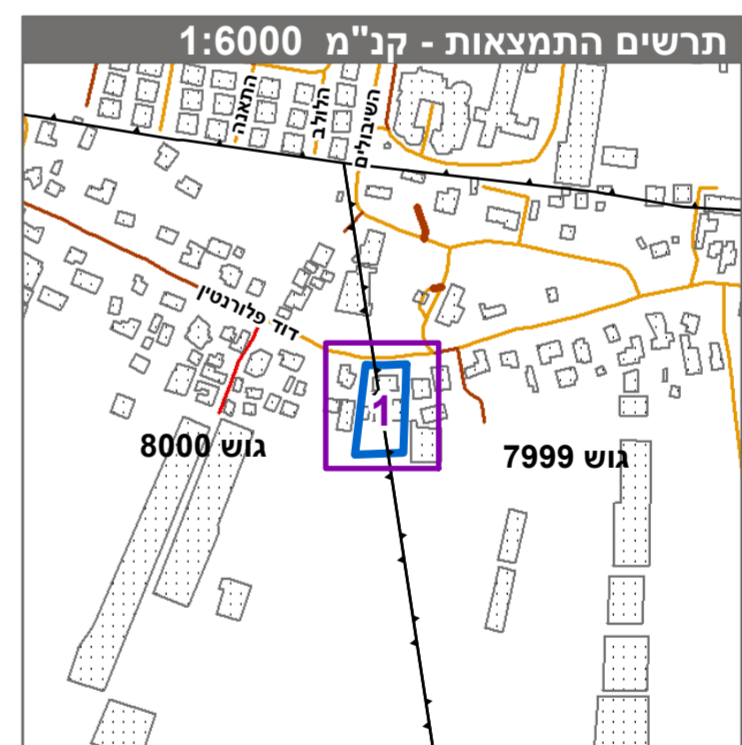 תרשים התמצאות - קנ"מ 1:6000
התאנה
הלולב
השיבולים
דוד פלורנטין
1
גוש 8000
גוש 7999